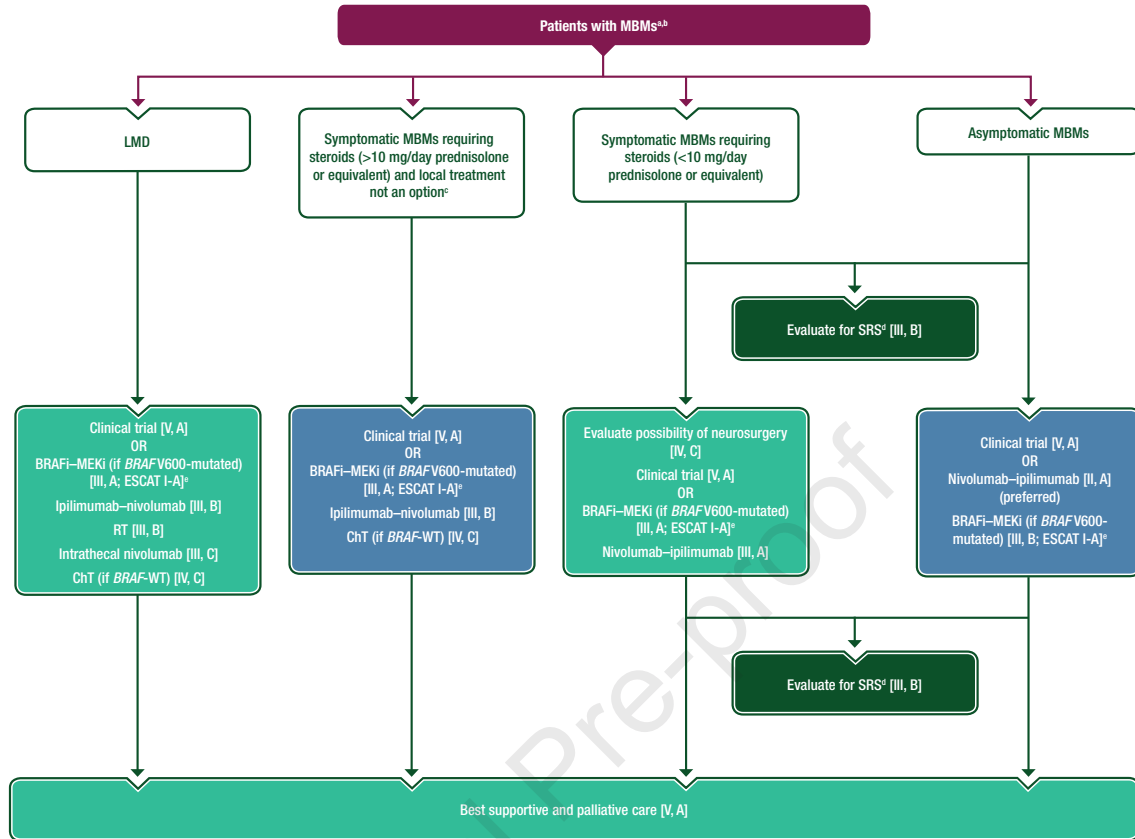 Patients with MBMsa,b
LMD
Symptomatic MBMs requiring
steroids (>10 mg/day prednisolone
or equivalent) and local treatment
not an optionc
Symptomatic MBMs requiring
steroids (<10 mg/day
prednisolone or equivalent)
Asymptomatic MBMs
Evaluate for SRSd [III, B]
Clinical trial [V, A]
OR
BRAFi–MEKi (if BRAF V600-mutated)
[III, A; ESCAT I-A]e
Ipilimumab–nivolumab [III, B]
RT [III, B]
Intrathecal nivolumab [III, C]
ChT (if BRAF-WT) [IV, C]
Clinical trial [V, A]
OR
BRAFi–MEKi (if BRAF V600-mutated)
[III, A; ESCAT I-A]e
Ipilimumab–nivolumab [III, B]
ChT (if BRAF-WT) [IV, C]
Evaluate possibility of neurosurgery
[IV, C]
Clinical trial [V, A]
OR
BRAFi–MEKi (if BRAF V600-mutated)
[III, A; ESCAT I-A]e
Nivolumab–ipilimumab [III, A]
Clinical trial [V, A]
OR
Nivolumab–ipilimumab [II, A]
(preferred)
BRAFi–MEKi (if BRAF V600-
mutated) [III, B; ESCAT I-A]e
Evaluate for SRSd [III, B]
Best supportive and palliative care [V, A]
Pre-proof